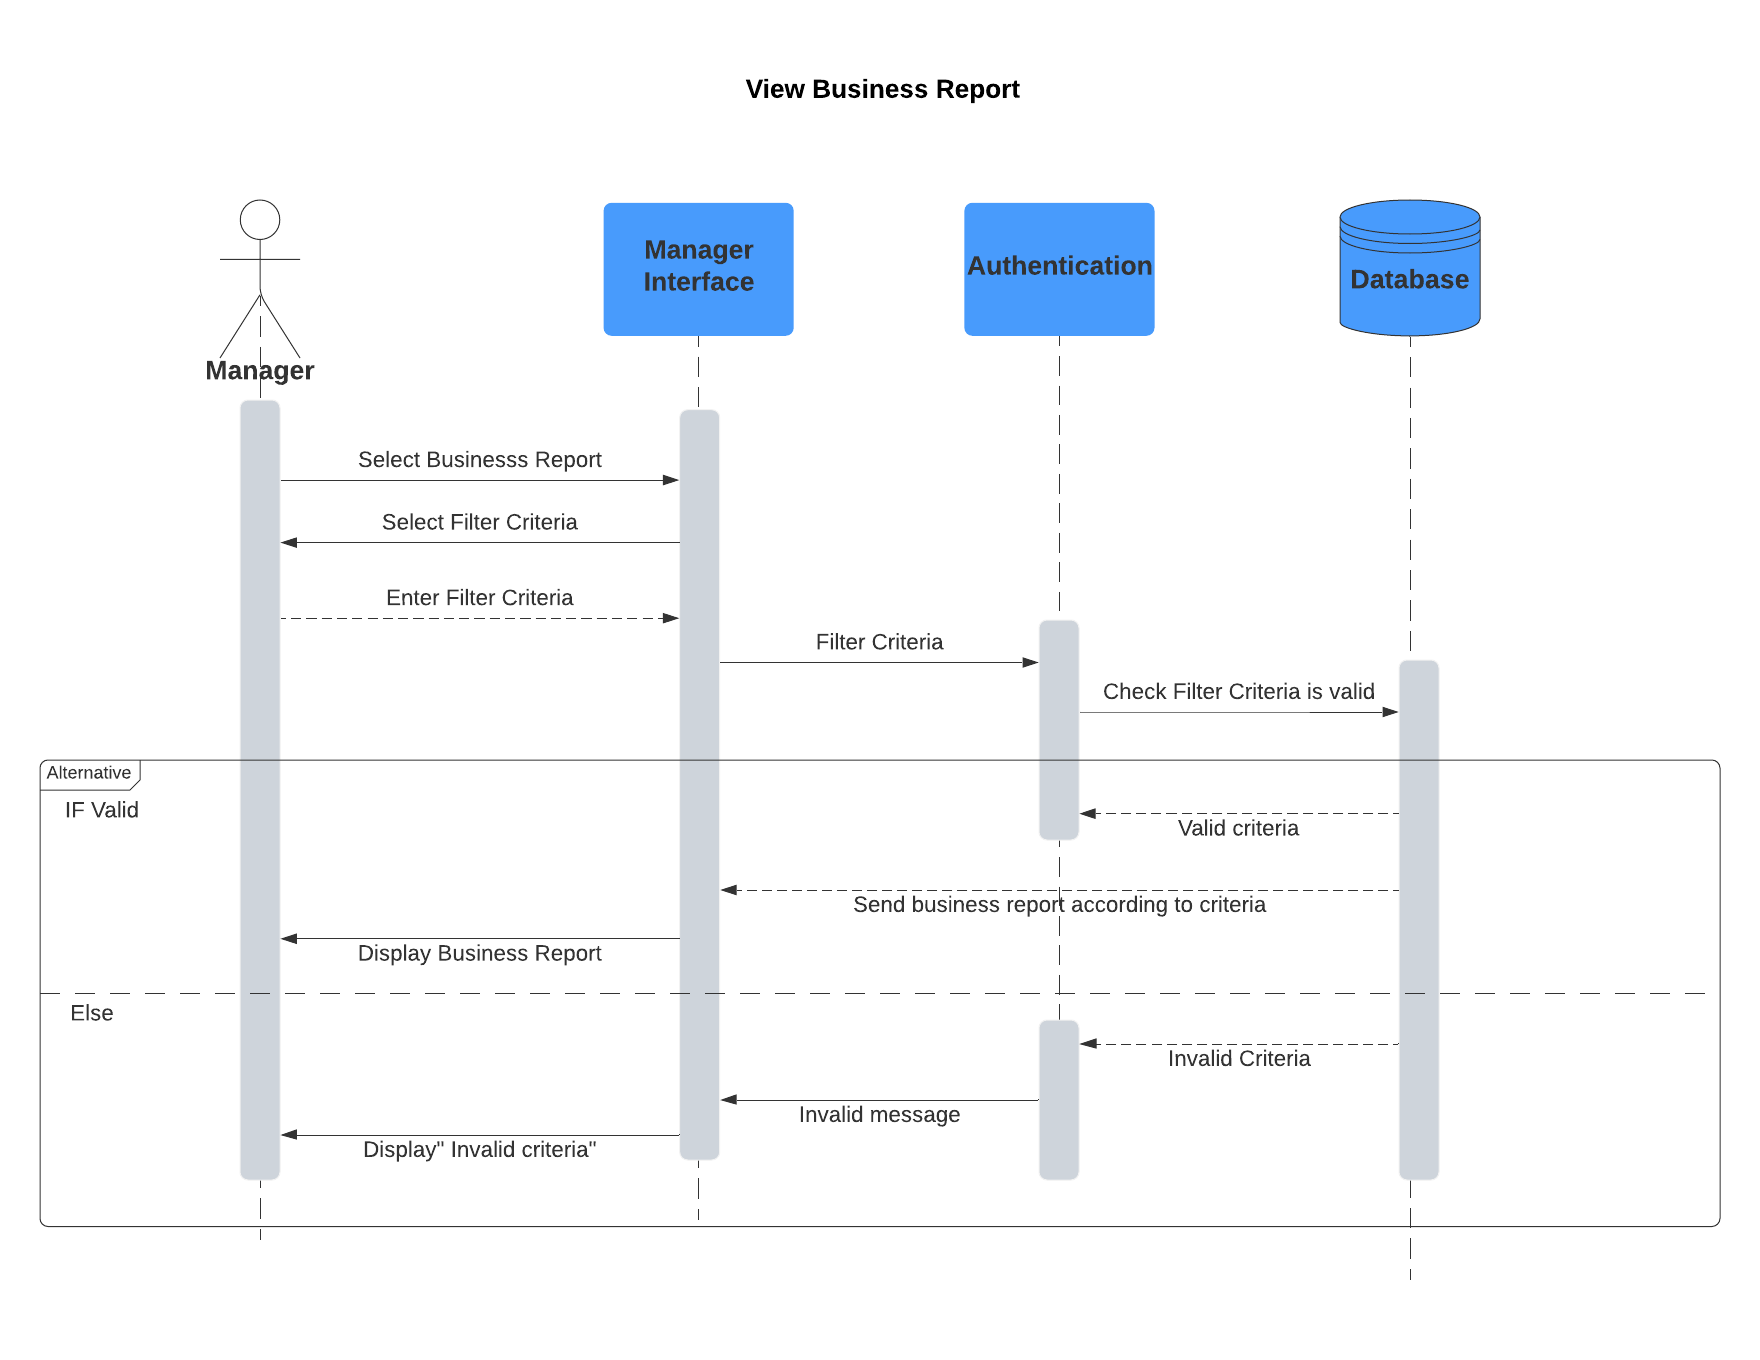 View Business Report
Manager
Interface
Authentication
Database
Manager
Select Businesss Report
Select Filter Criteria
Enter Filter Criteria
Filter Criteria
Check Filter Criteria is valid
Alternative
IF Valid
Valid criteria
Send business report according to criteria
Display Business Report
Else
Invalid Criteria
Invalid message
Display" Invalid criteria"